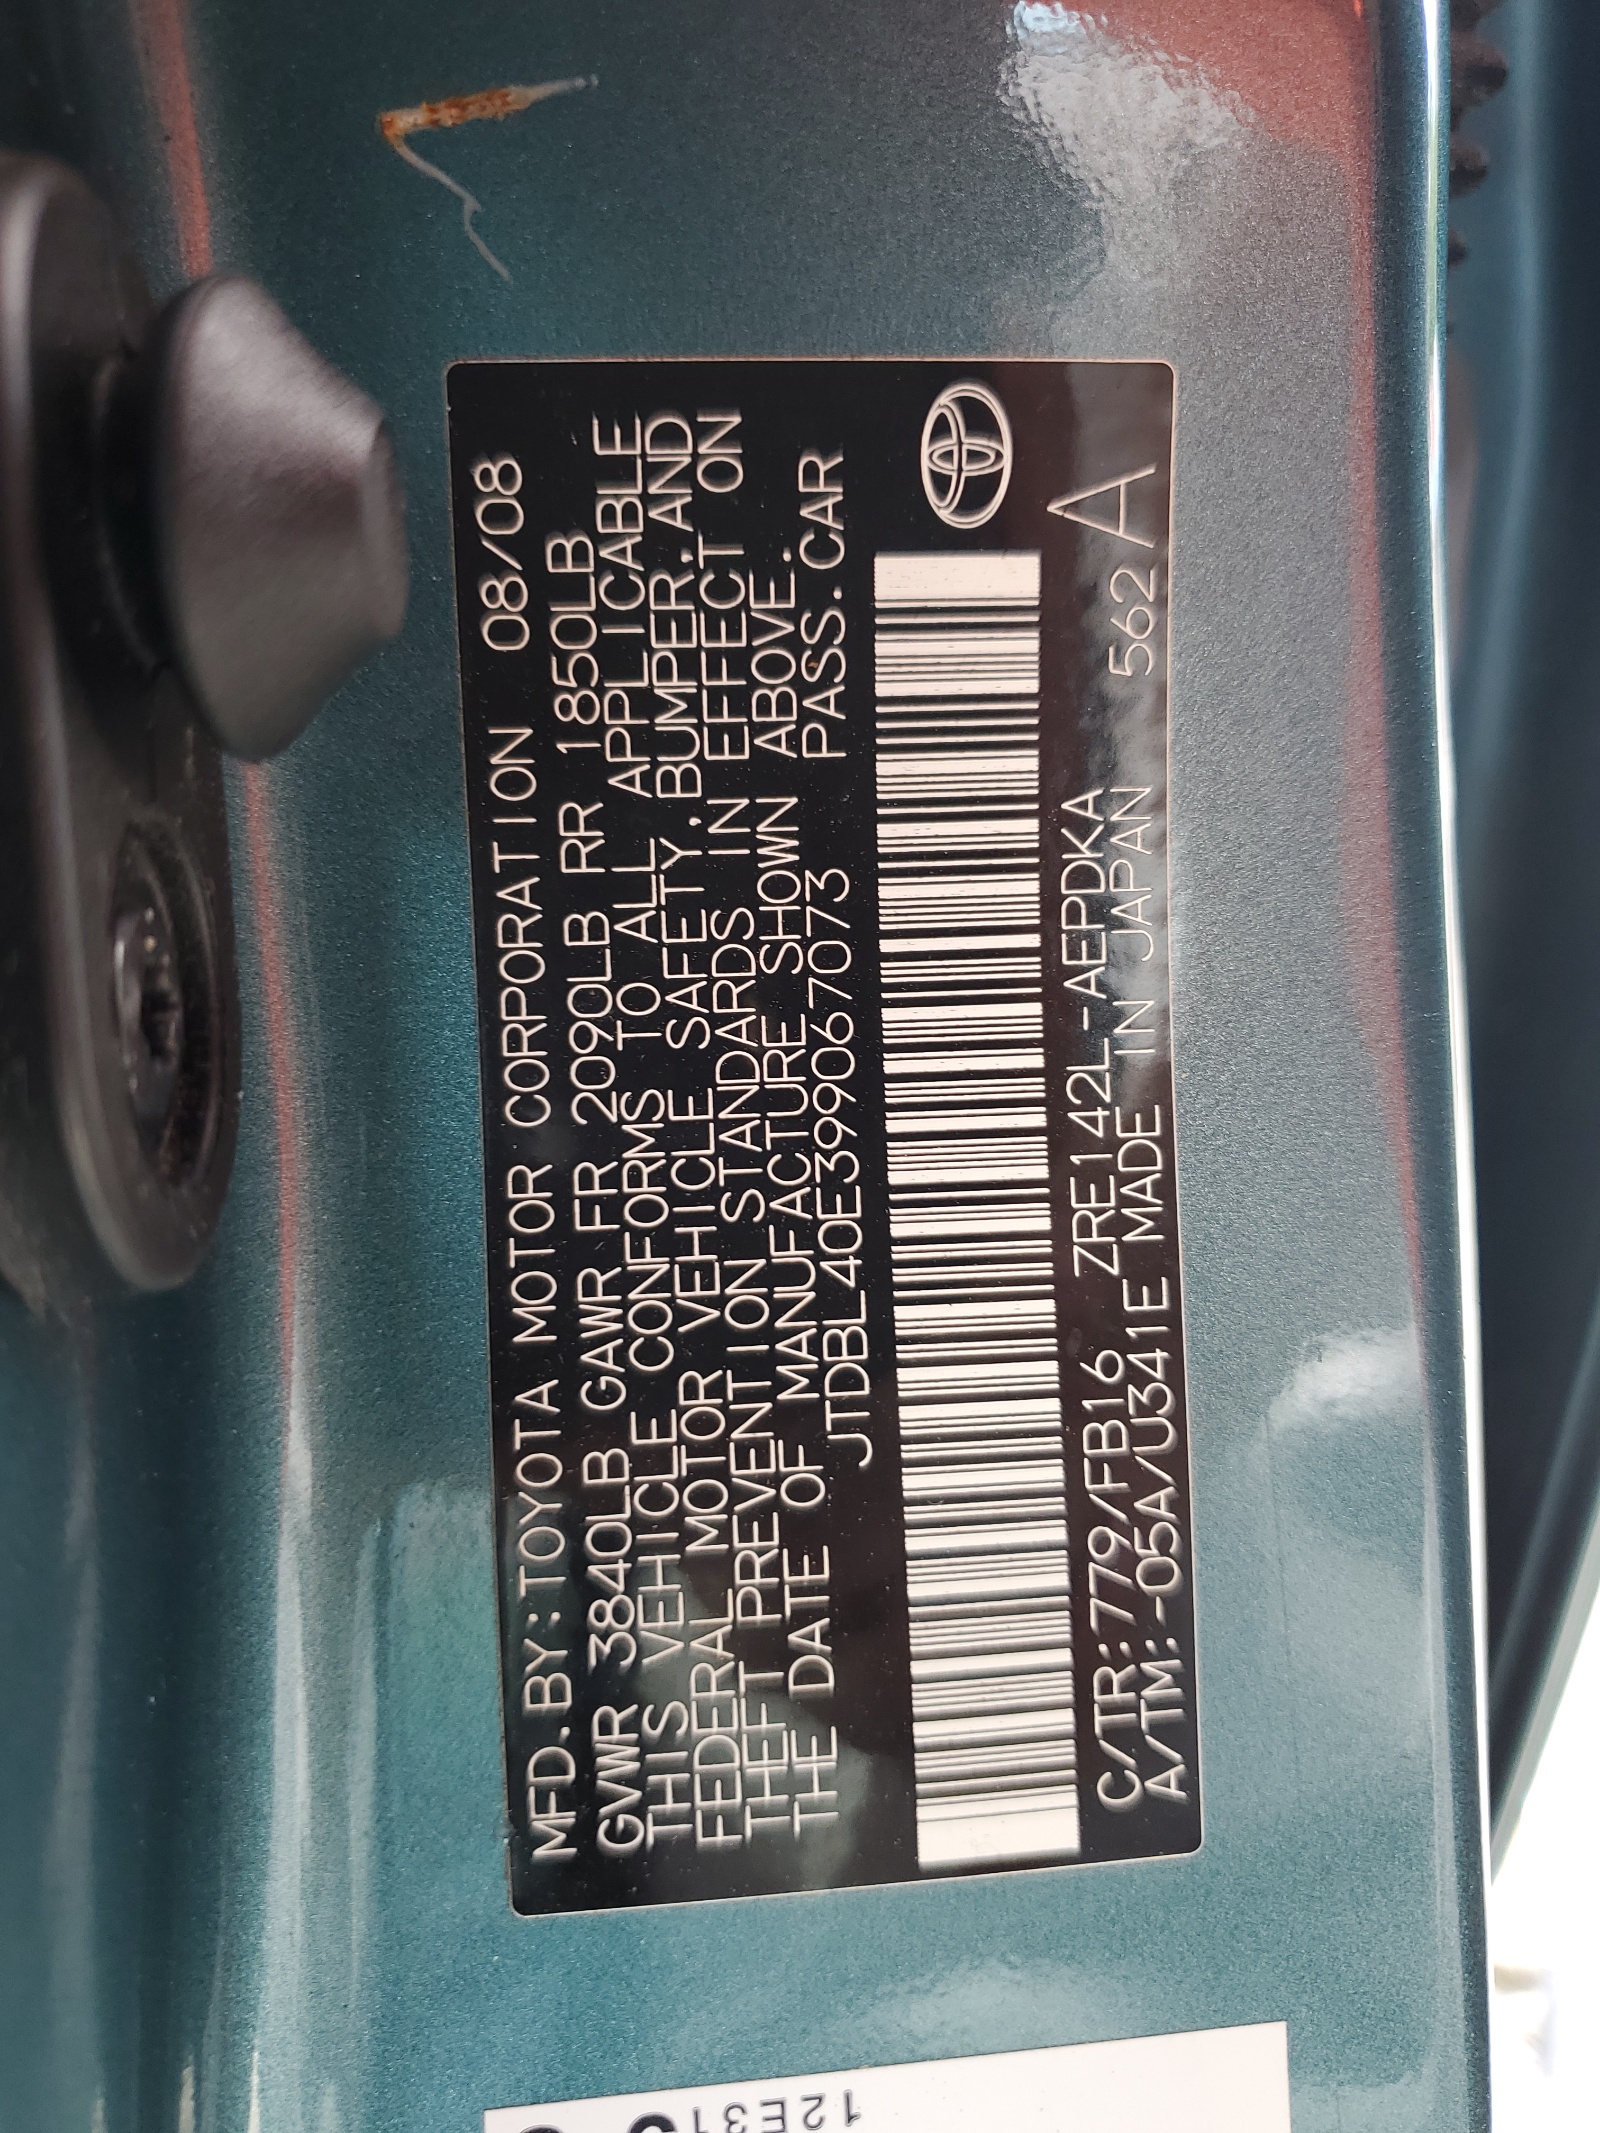 MFD.BY:TOYOTA MOTOR CORPORATION 08/08
GVWR 3840LB GAWR FR 2090LB RR 1850LB
THIS VEHICLE CONFORMS TO ALL APPLICABLE
FEDERAL MOTOR VEHICLE SAFETY,BUMPER,AND
THEFT PREVENTION STANDARDS IN EFFECT ON
THE DATE OF MANUFACTURE SHOWN ABOVE.
JTDBL40E399067073 PASS.CAR
C/TR:779/FB16 ZRE142L-AEPDKA
A/TM:-05A/U341E MADE IN JAPAN 562 A
12E31